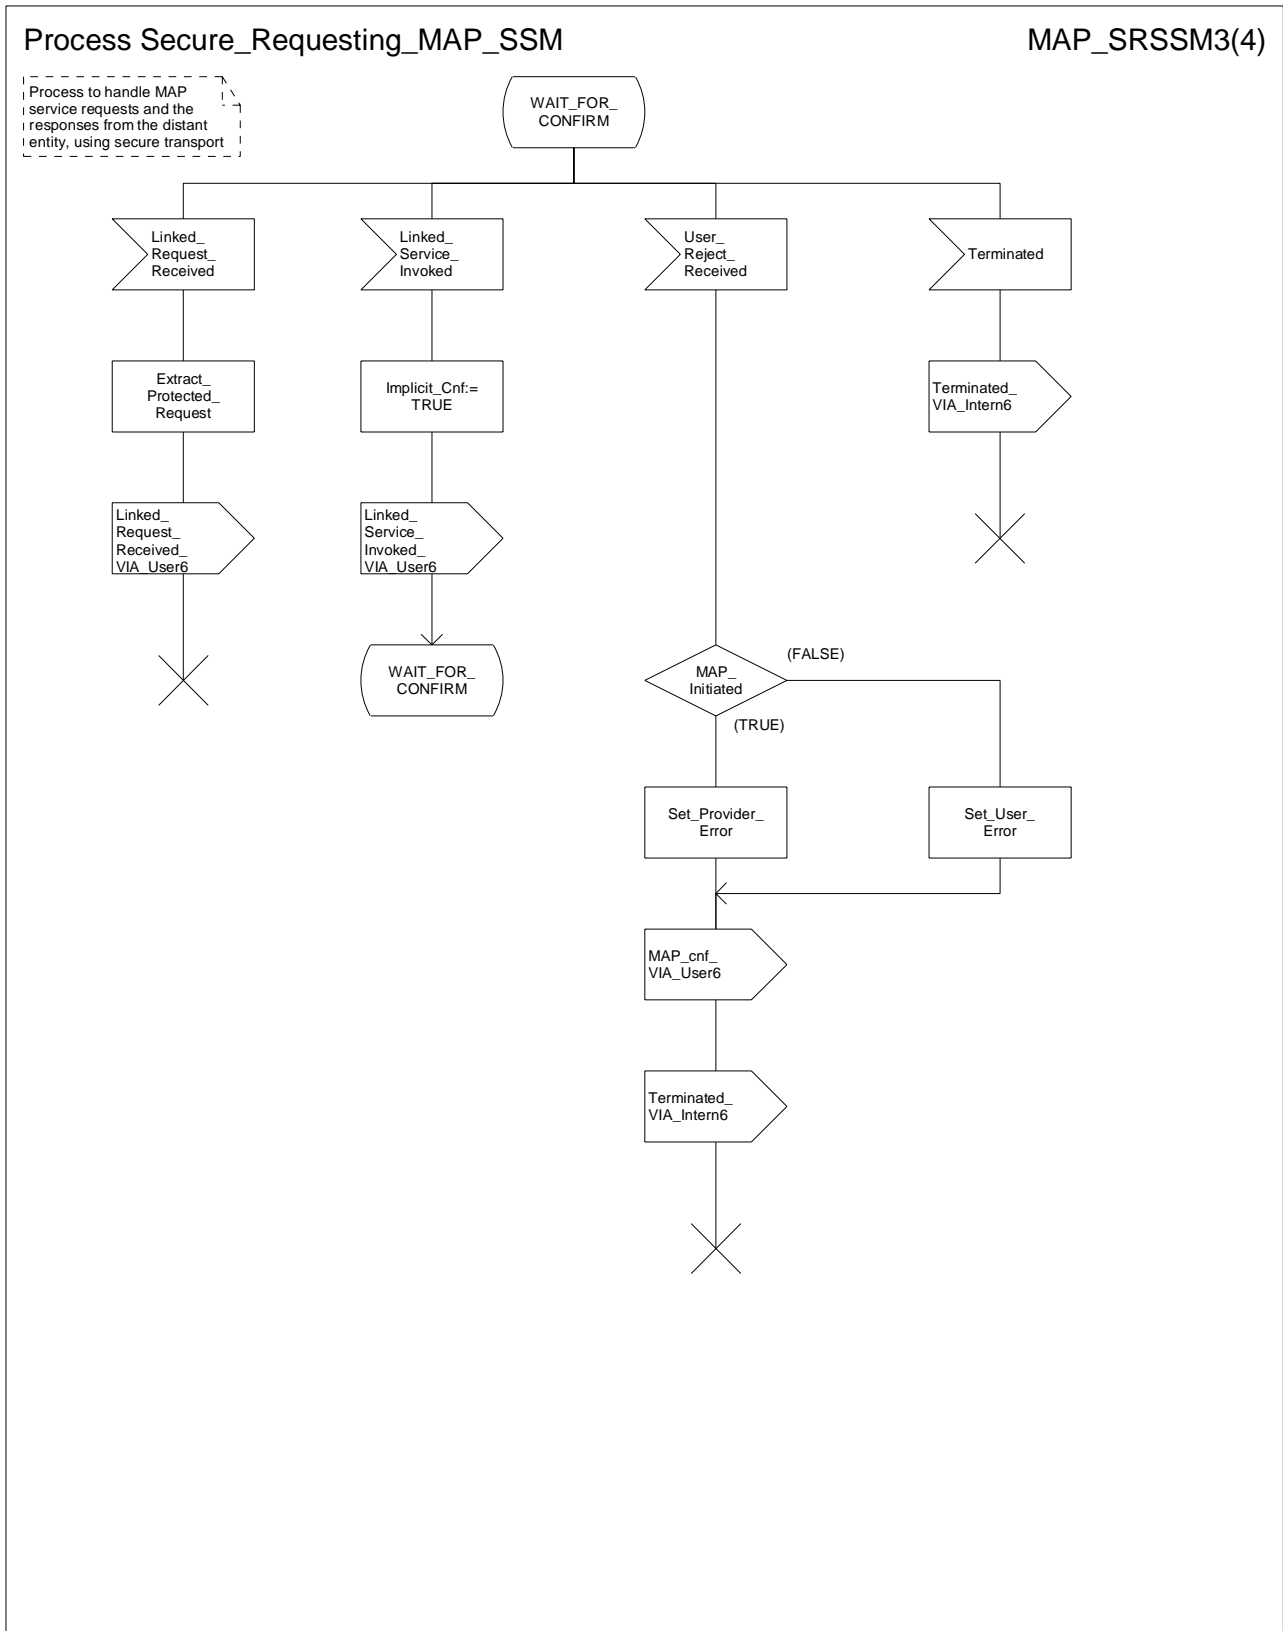 Process Secure_Requesting_MAP_SSM
MAP_SRSSM3(4)
Process to handle MAP
service requests and the
responses from the distant
entity, using secure transport
WAIT_FOR_
CONFIRM
Linked_
Request_
Received
Linked_
Service_
Invoked
User_
Reject_
Received
Terminated
Extract_
Protected_
Request
Implicit_Cnf:=
TRUE
Terminated_
VIA_Intern6
Linked_
Request_
Received_
VIA_User6
Linked_
Service_
Invoked_
VIA_User6
WAIT_FOR_
CONFIRM
MAP_
Initiated
(FALSE)
(TRUE)
Set_Provider_
Error
Set_User_
Error
MAP_cnf_
VIA_User6
Terminated_
VIA_Intern6